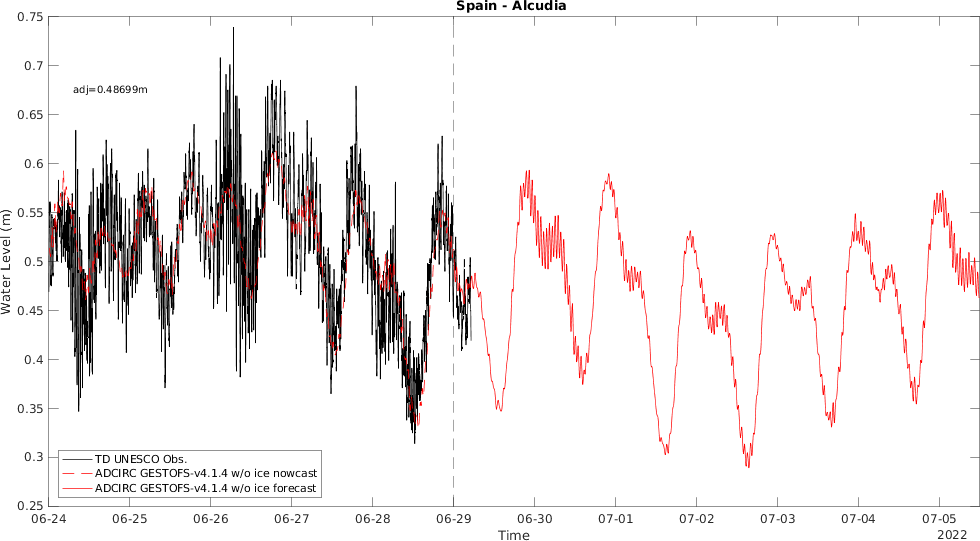 Spain - Alcudia
0.75
0.7
0.65
0.6
0.55
0.5
0.45
0.4
0.35
0.3
0.25
Water Level (m)
adj=0.48699m
TD UNESCO Obs.
ADCIRC GESTOFS-v4.1.4 w/o ice nowcast
ADCIRC GESTOFS-v4.1.4 w/o ice forecast
06-24 06-25 06-26 06-27 06-28 06-29 06-30 07-01 07-02 07-03 07-04 07-05
Time
2022